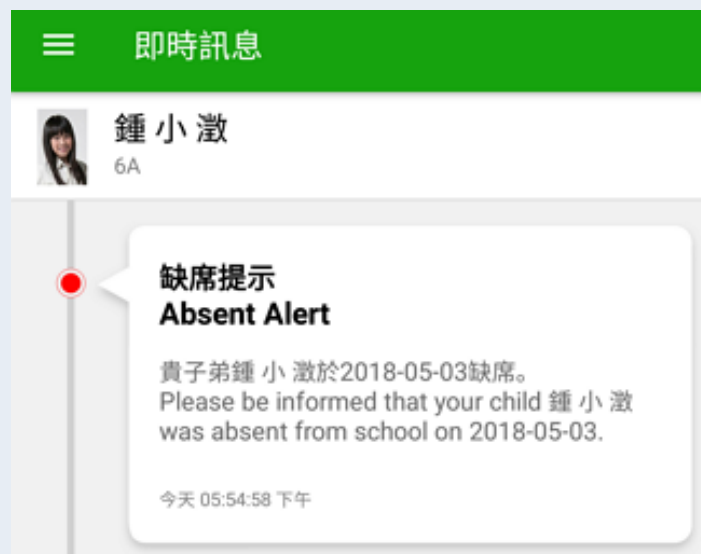 即時訊息
鍾 小 澂
6A
缺席提示
Absent Alert
貴子弟鍾 小 澂於2018-05-03缺席。
Please be informed that your child 鍾 小 澂
was absent from school on 2018-05-03.
今天 05:54:58 下午